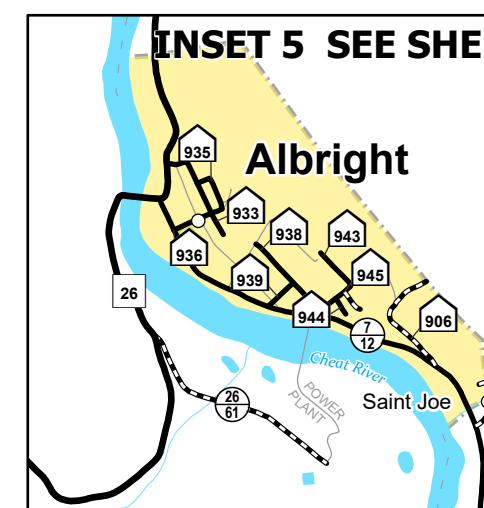 INSET 5 SEE SHE
Albright
935
933
938
943
936
939
945
26
944
7
12
906
Cheat River
POWER
PLANT
Saint Joe
26
61